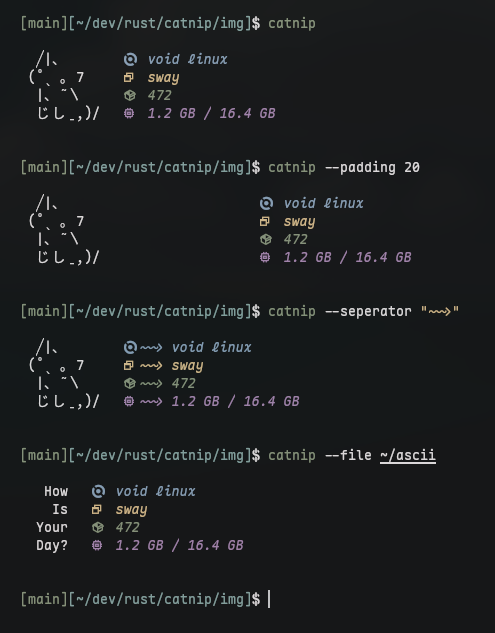 [main][~/dev/rust/catnip/img]$ catnip
／|、 void linux
(˚ˎ 。7 sway
|、˜\ 472
じしˍ,)/ 1.2 GB / 16.4 GB
[main][~/dev/rust/catnip/img]$ catnip --padding 20
／|、 void linux
(˚ˎ 。7 sway
|、˜\ 472
じしˍ,)/ 1.2 GB / 16.4 GB
[main][~/dev/rust/catnip/img]$ catnip --seperator "~~>"
／|、 ~~> void linux
(˚ˎ 。7 ~~> sway
|、˜\ ~~> 472
じしˍ,)/ ~~> 1.2 GB / 16.4 GB
[main][~/dev/rust/catnip/img]$ catnip --file ~/ascii
How void linux
Is sway
Your 472
Day? 1.2 GB / 16.4 GB
[main][~/dev/rust/catnip/img]$